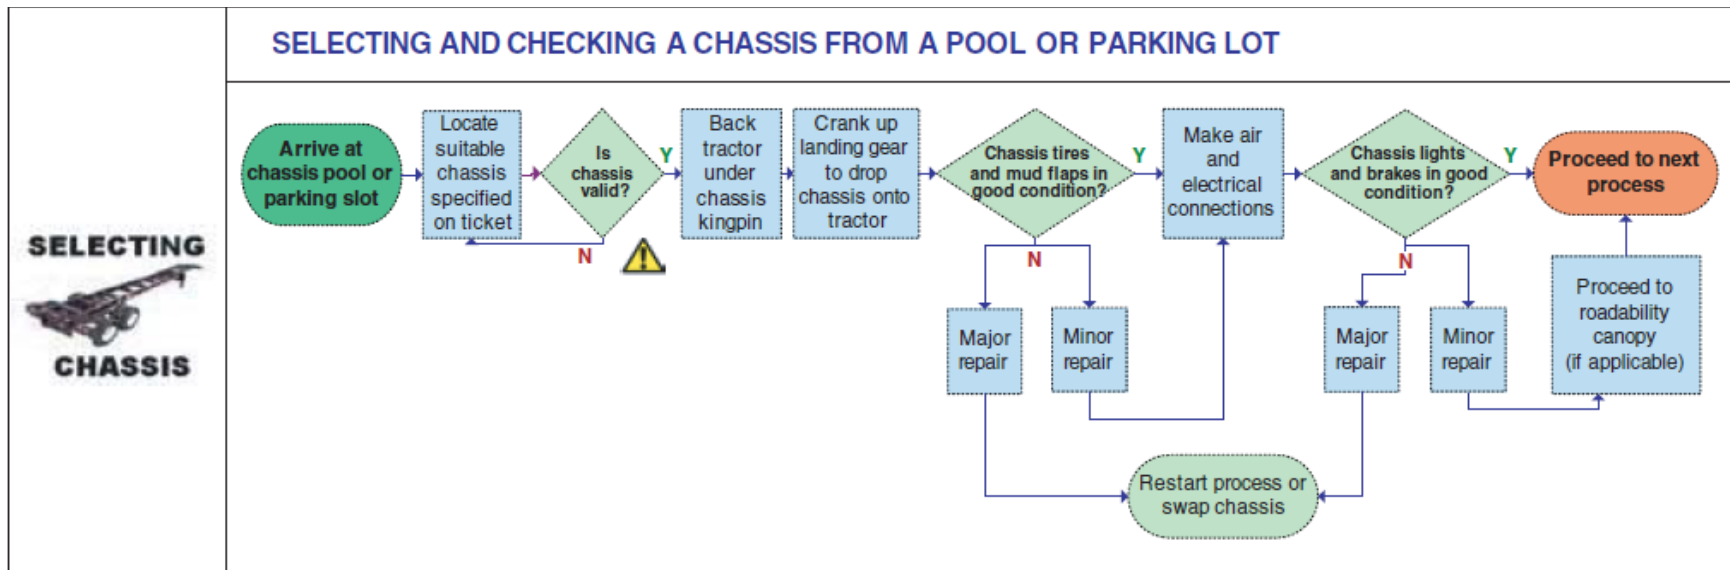 SELECTING AND CHECKING A CHASSIS FROM A POOL OR PARKING LOT
SELECTING
CHASSIS
Arrive at
chassis pool or
parking slot
Locate
suitable
chassis
specified
on ticket
Is
chassis
valid?
Y
N
Back
tractor
under
chassis
kingpin
Crank up
landing gear
to drop
chassis onto
tractor
Chassis tires
and mud flaps in
good condition?
Y
N
Major
repair
Minor
repair
Make air
and
electrical
connections
Chassis lights
and brakes in good
condition?
Y
N
Major
repair
Minor
repair
Proceed to
roadability
canopy
(if applicable)
Proceed to next
process
Restart process or
swap chassis